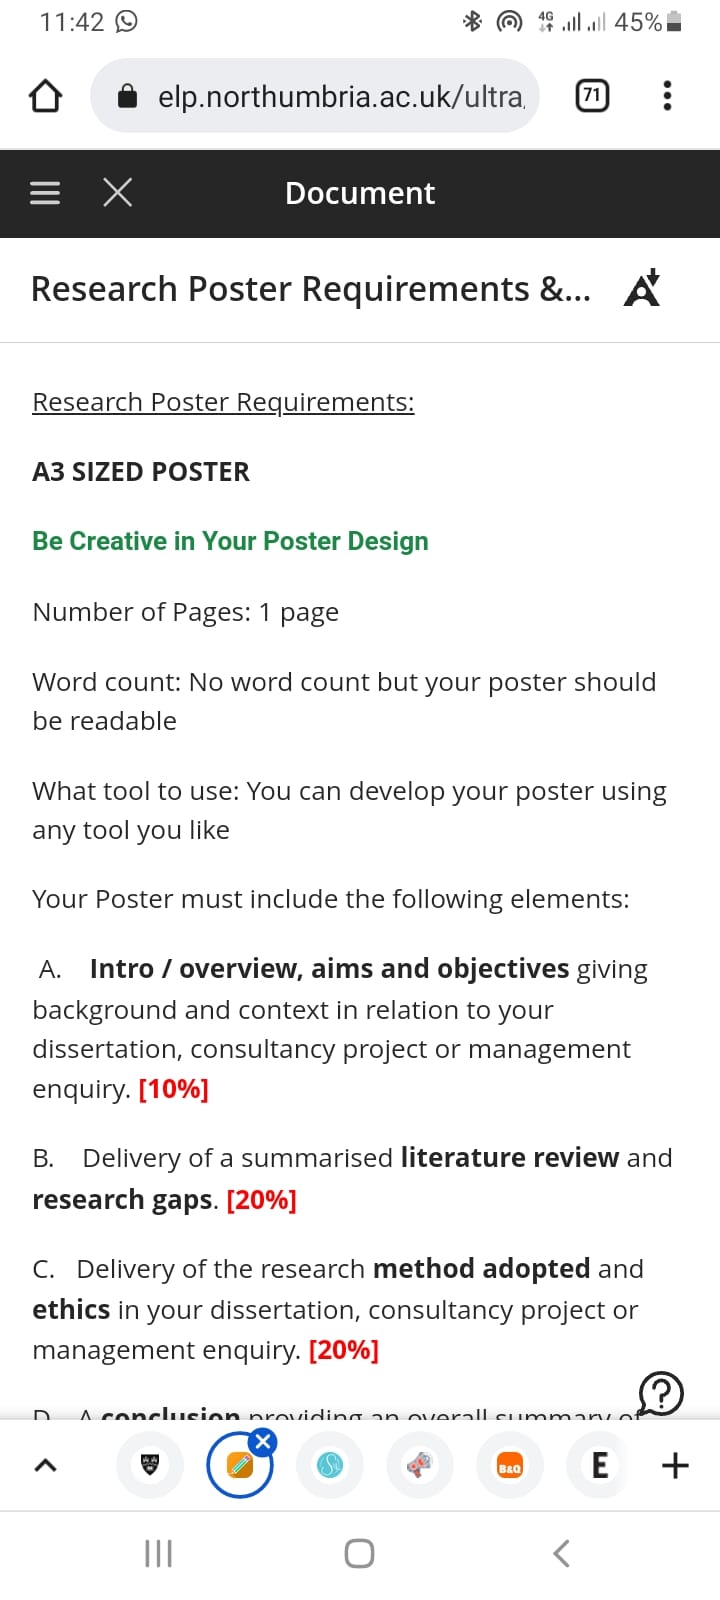 11:42
4G 45%
elp.northumbria.ac.uk/ultra
71
Document
Research Poster Requirements &...
Research Poster Requirements:
A3 SIZED POSTER
Be Creative in Your Poster Design
Number of Pages: 1 page
Word count: No word count but your poster should
be readable
What tool to use: You can develop your poster using
any tool you like
Your Poster must include the following elements:
A. Intro / overview, aims and objectives giving
background and context in relation to your
dissertation, consultancy project or management
enquiry. [10%]
B. Delivery of a summarised literature review and
research gaps. [20%]
C. Delivery of the research method adopted and
ethics in your dissertation, consultancy project or
management enquiry. [20%]
D. A conclusion providing an overall summary of
B&Q E